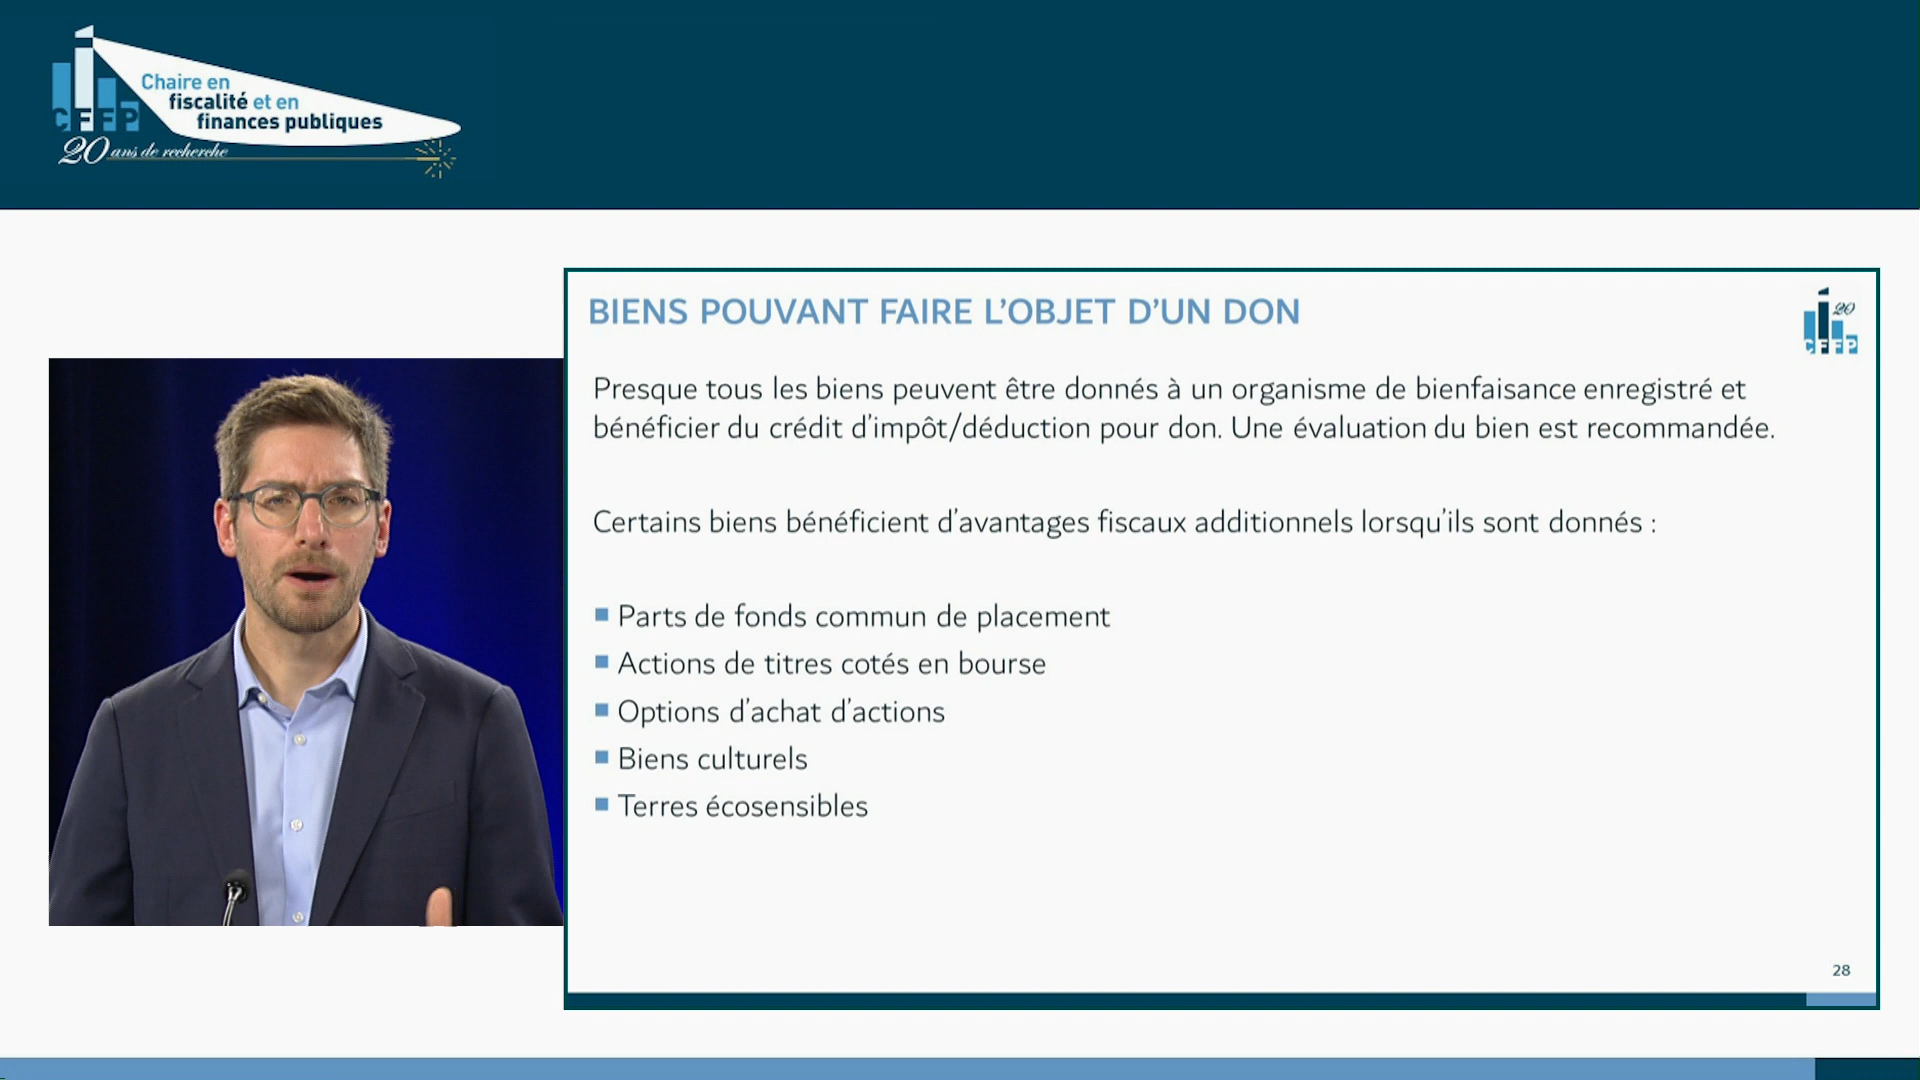 Chaire en
fiscalité et en
finances publiques
CFFP
20 ans de recherche
BIENS POUVANT FAIRE L'OBJET D'UN DON
20
CFFP
Presque tous les biens peuvent être donnés à un organisme de bienfaisance enregistré et
bénéficier du crédit d'impôt/déduction pour don. Une évaluation du bien est recommandée.
Certains biens bénéficient d'avantages fiscaux additionnels lorsqu'ils sont donnés :
Parts de fonds commun de placement
Actions de titres cotés en bourse
Options d'achat d'actions
Biens culturels
Terres écosensibles
28